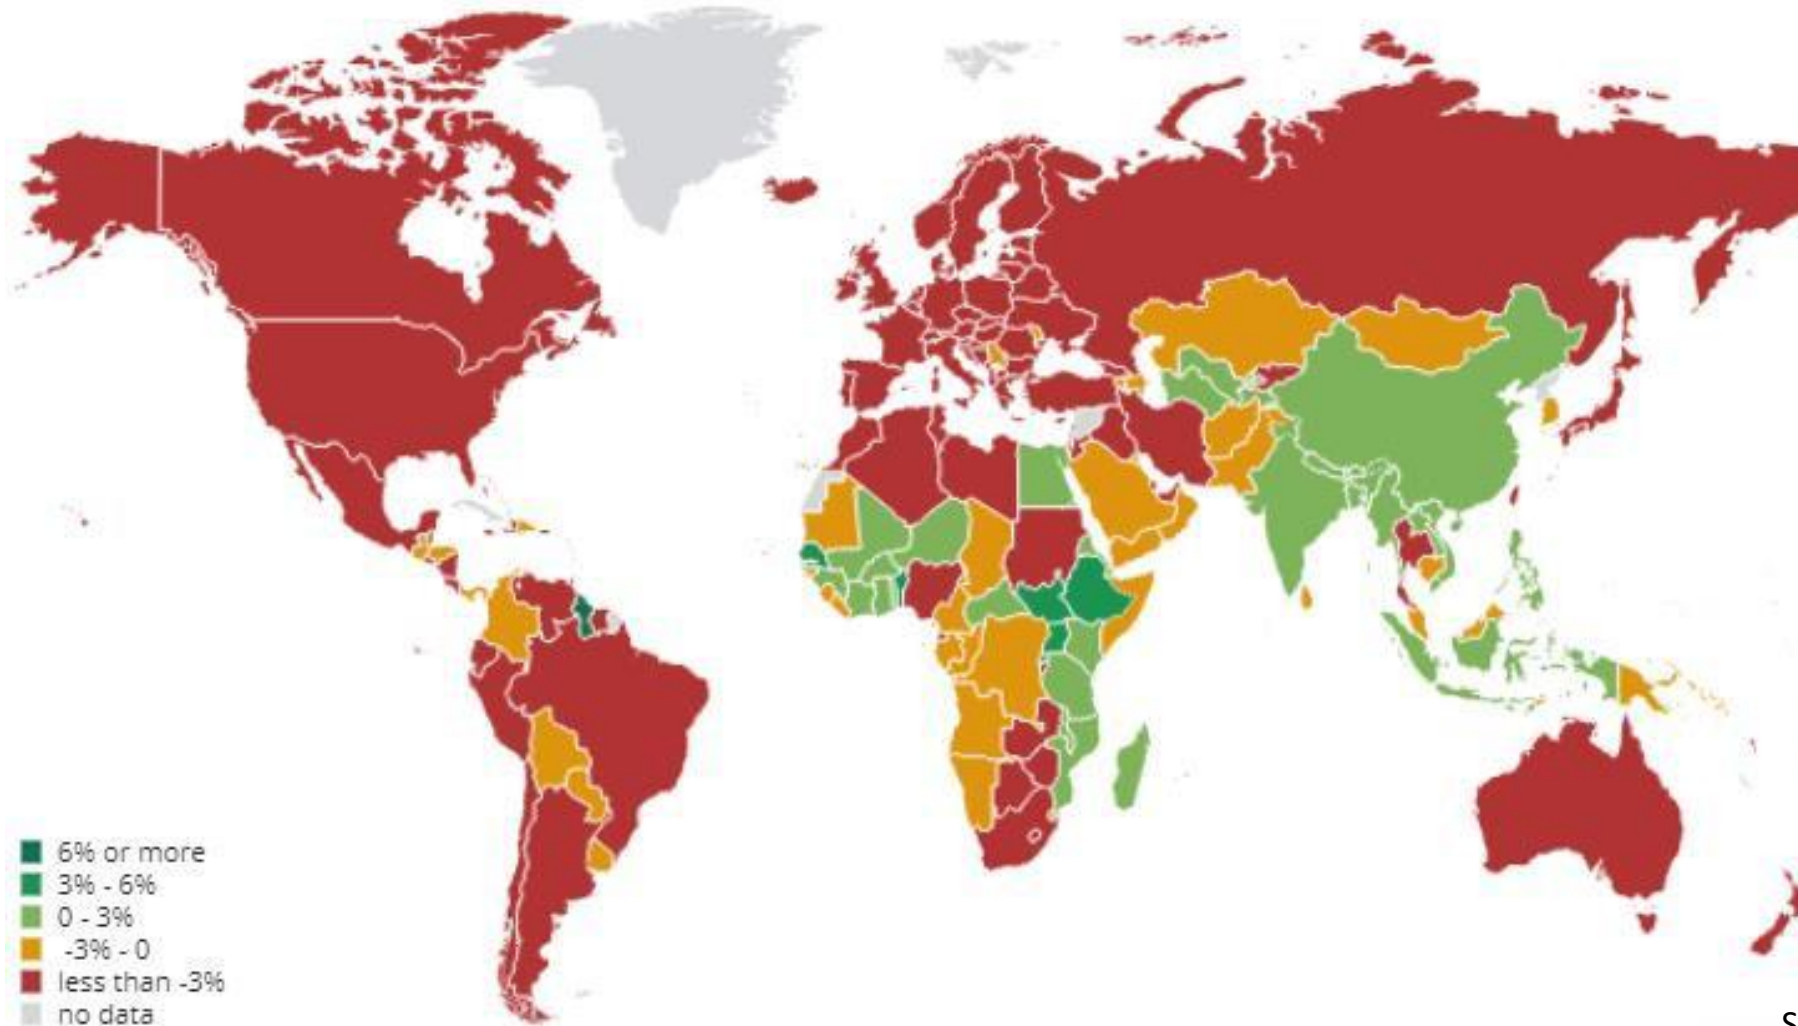 6% or more
3% - 6%
0 - 3%
-3% - 0
less than -3%
no data
S